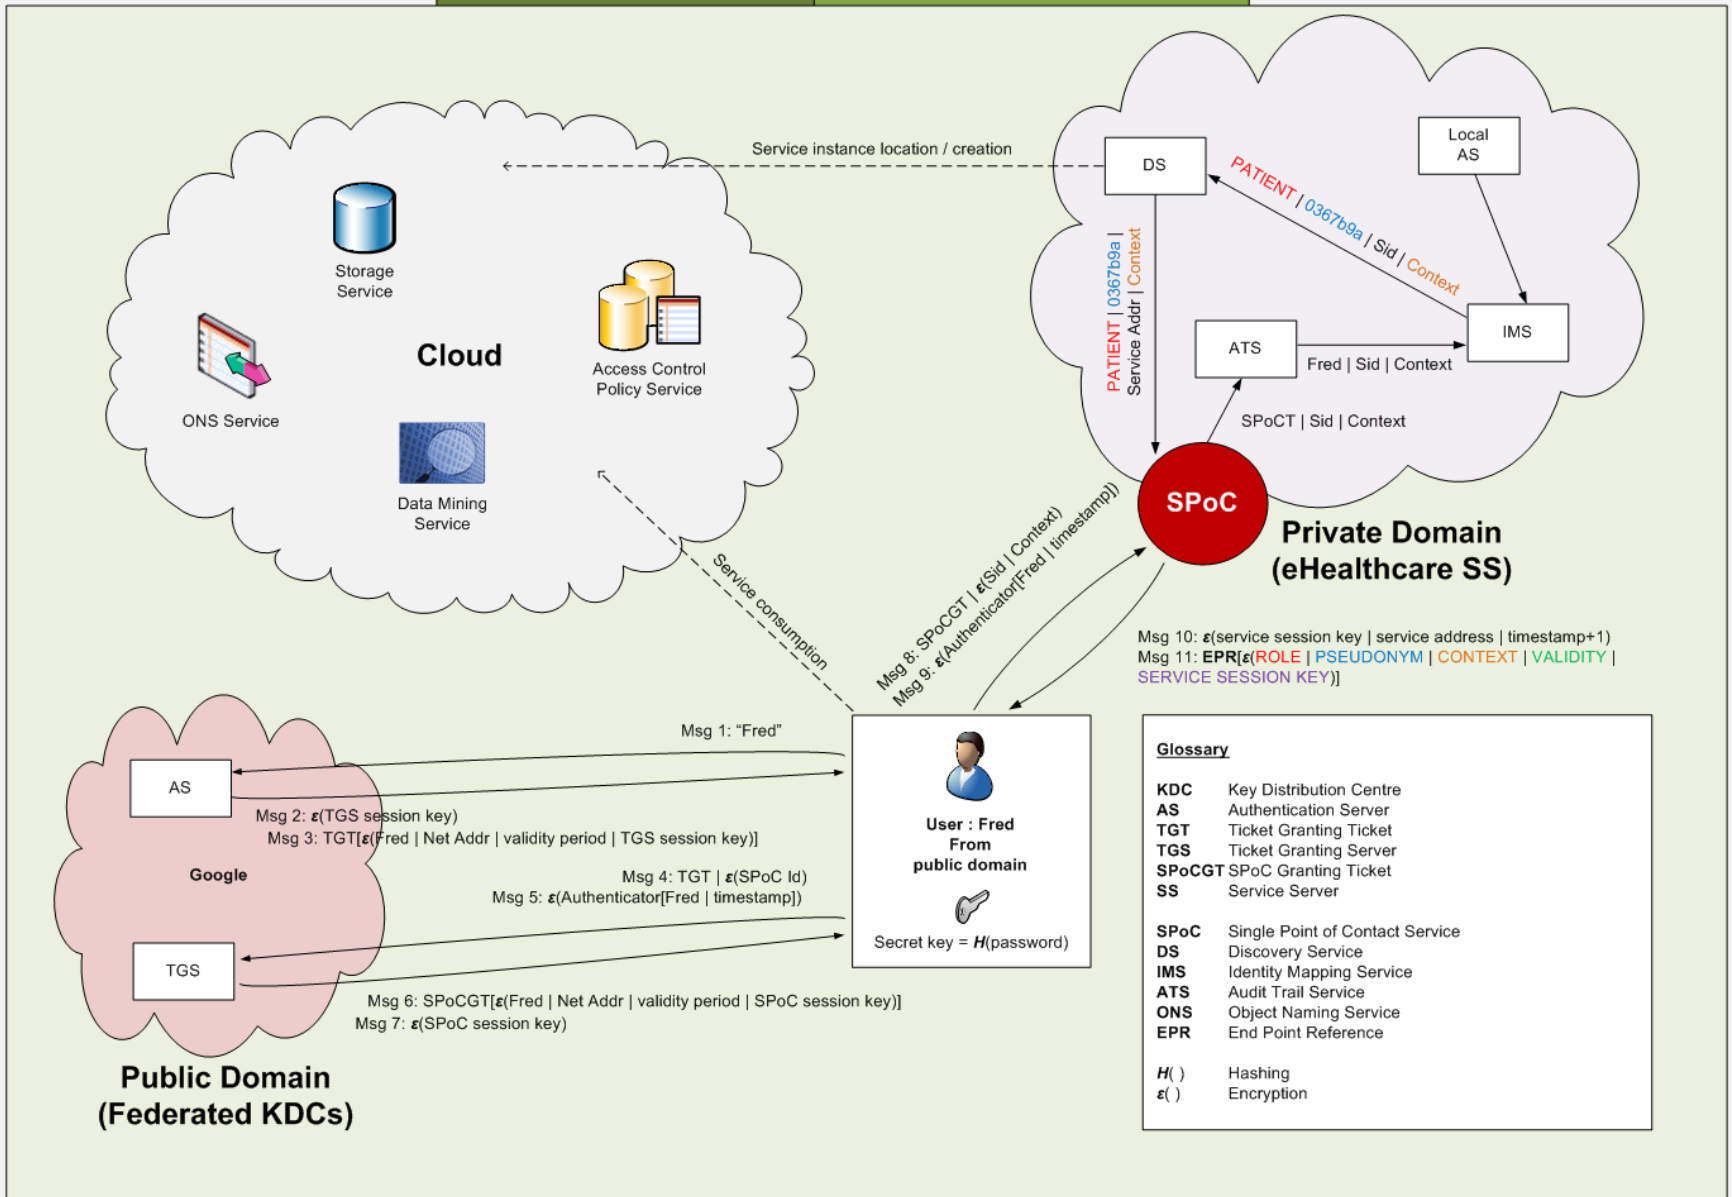 Service instance location / creation
DS
Local
AS
PATIENT | 0367b9a | Sid | Context
PATIENT | 0367b9a |
Service Addr | Context
IMS
ATS
Fred | Sid | Context
SPoCT | Sid | Context
SPoC
Private Domain
(eHealthcare SS)
Storage
Service
Cloud
Access Control
Policy Service
ONS Service
Data Mining
Service
Service consumption
Msg 8: SPoCGT | ε(Sid | Context)
Msg 9: ε(Authenticator[Fred | timestamp])
Msg 10: ε(service session key | service address | timestamp+1)
Msg 11: EPR[ε(ROLE | PSEUDONYM | CONTEXT | VALIDITY |
SERVICE SESSION KEY)]
Msg 1: “Fred”
AS
Msg 2: ε(TGS session key)
Msg 3: TGT[ε(Fred | Net Addr | validity period | TGS session key)]
Google
Msg 4: TGT | ε(SPoC Id)
Msg 5: ε(Authenticator[Fred | timestamp])
TGS
Msg 6: SPoCGT[ε(Fred | Net Addr | validity period | SPoC session key)]
Msg 7: ε(SPoC session key)
Public Domain
(Federated KDCs)
User : Fred
From
public domain
Secret key = H(password)
Glossary
KDC Key Distribution Centre
AS Authentication Server
TGT Ticket Granting Ticket
TGS Ticket Granting Server
SPoCGT SPoC Granting Ticket
SS Service Server
SPoC Single Point of Contact Service
DS Discovery Service
IMS Identity Mapping Service
ATS Audit Trail Service
ONS Object Naming Service
EPR End Point Reference
H( ) Hashing
ε( ) Encryption